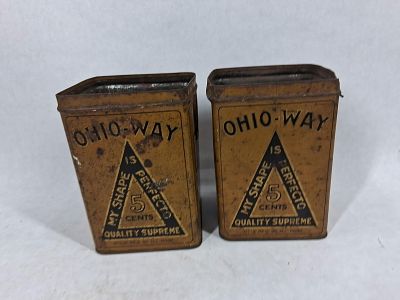 OHIO-WAY
MY SHAPE IS PERFECTO
5
CENTS
QUALITY SUPREME
OHIO-WAY
MY SHAPE IS PERFECTO
5
CENTS
QUALITY SUPREME